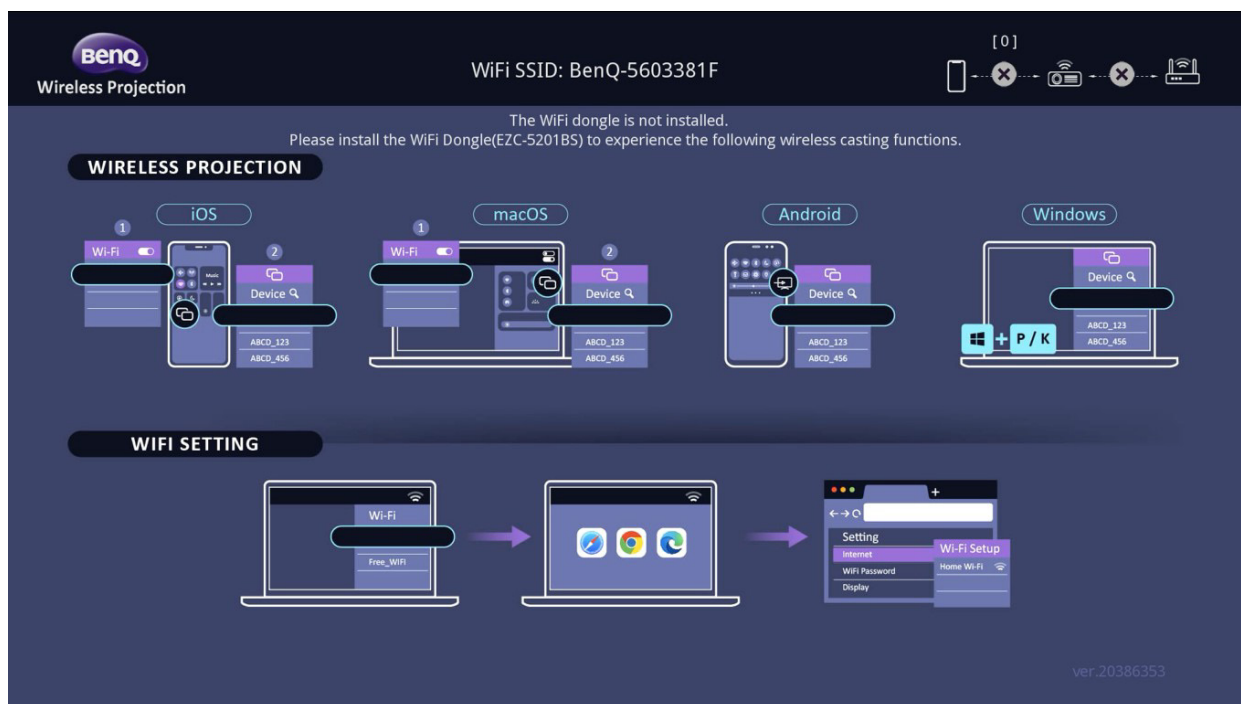 BenQ
Wireless Projection
WiFi SSID: BenQ-5603381F
[ 0 ]
The WiFi dongle is not installed.
Please install the WiFi Dongle(EZC-5201BS) to experience the following wireless casting functions.
WIRELESS PROJECTION
iOS
1
Wi-Fi
Music
2
Device
ABCD_123
ABCD_456
macOS
1
Wi-Fi
2
Device
ABCD_123
ABCD_456
Android
Device
ABCD_123
ABCD_456
Windows
Device
ABCD_123
ABCD_456
+ P / K
WIFI SETTING
Wi-Fi
Free_WIFI
+
Setting
Internet
WiFi Password
Display
Wi-Fi Setup
Home Wi-Fi
ver.20386353